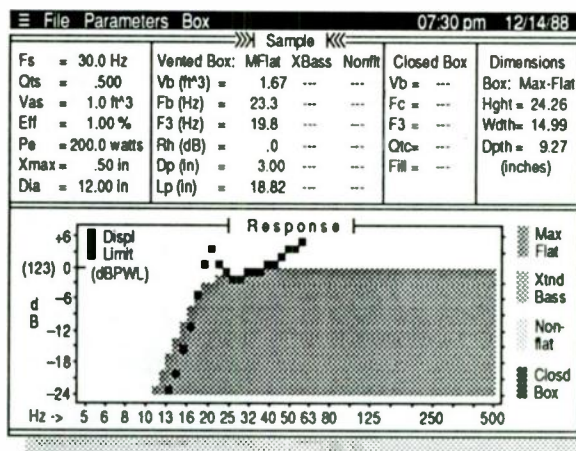 ☰ File Parameters Box 07:30 pm 12/14/88
Sample
Fs = 30.0 Hz
Qts = .500
Vas = 1.0 ft^3
Eff = 1.00 %
Pe = 200.0 watts
Xmax = .50 in
Dia = 12.00 in
Vented Box: MFlat XBass Nonflt
Vb (ft^3) = 1.67 --- ---
Fb (Hz) = 23.3 --- ---
F3 (Hz) = 19.8 --- ---
Rh (dB) = .0 --- ---
Dp (in) = 3.00 --- ---
Lp (in) = 18.82 --- ---
Closed Box
Vb = ---
Fc = ---
F3 = ---
Qtc= ---
Fill = ---
Dimensions
Box: Max-Flat
Hght = 24.26
Wdth= 14.99
Dpth = 9.27
(inches)
Response
Displ
Limit
(dBPWL)
+6
(123) 0
-6
-12
-18
-24
dB
Hz -> 5 6 8 10 13 16 20 25 32 40 50 63 80 125 250 500
Max
Flat
Xtnd
Bass
Non-
flat
Closd
Box